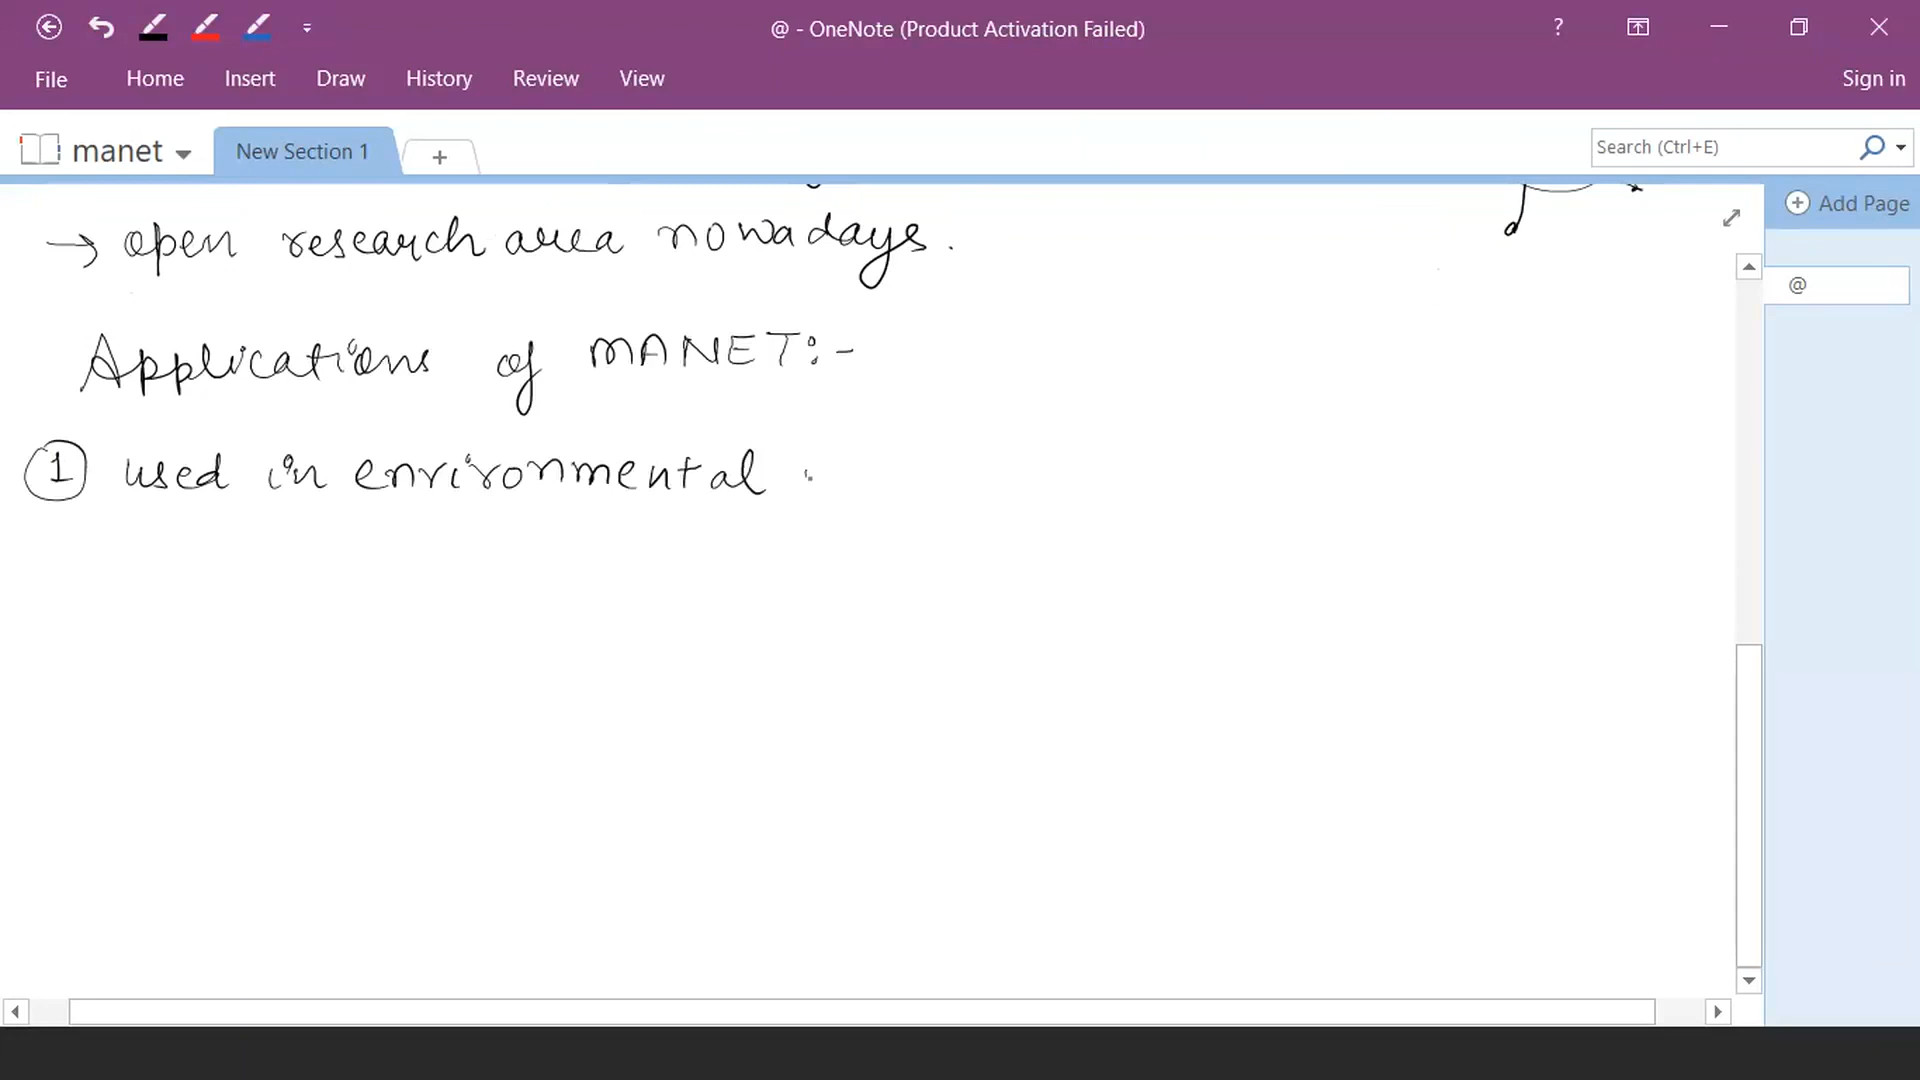 @ - OneNote (Product Activation Failed)
?
File Home Insert Draw History Review View Sign in
manet New Section 1 + Search (Ctrl+E)
Add Page
→ open research area nowadays.
@
Applications of MANET:-
① used in environmental